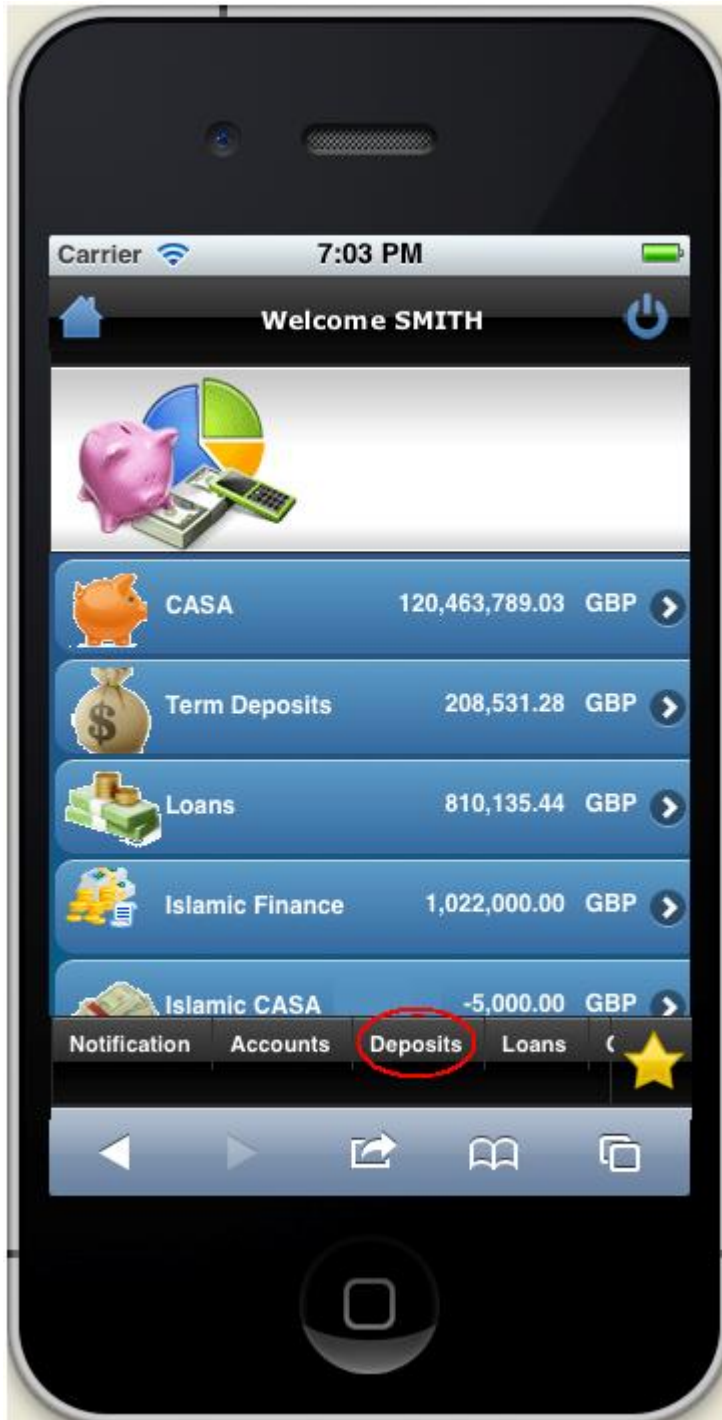 Carrier 7:03 PM
Welcome SMITH
CASA 120,463,789.03 GBP
$
Term Deposits 208,531.28 GBP
Loans 810,135.44 GBP
Islamic Finance 1,022,000.00 GBP
Islamic CASA -5,000.00 GBP
Notification Accounts Deposits Loans